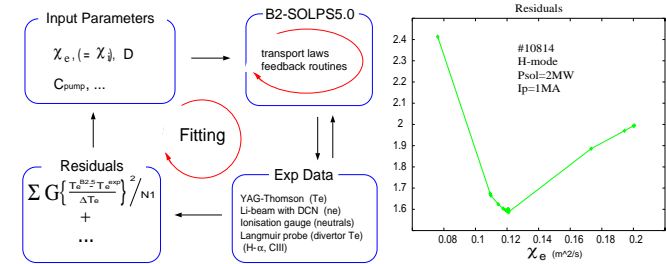 Input Parameters
χe, (= χi), D
Cpump, ...
B2-SOLPS5.0
transport laws
feedback routines
Fitting
Residuals
Σ G{ Te^B2.5 - Te^exp / ΔTe }² / N1
+
...
Exp Data
YAG-Thomson (Te)
Li-beam with DCN (ne)
Ionisation gauge (neutrals)
Langmuir probe (divertor Te)
(H-α, CIII)
Residuals
#10814
H-mode
Psol=2MW
Ip=1MA
2.4
2.3
2.2
2.1
2
1.9
1.8
1.7
1.6
0.08 0.1 0.12 0.14 0.16 0.18 0.2
χe (m^2/s)